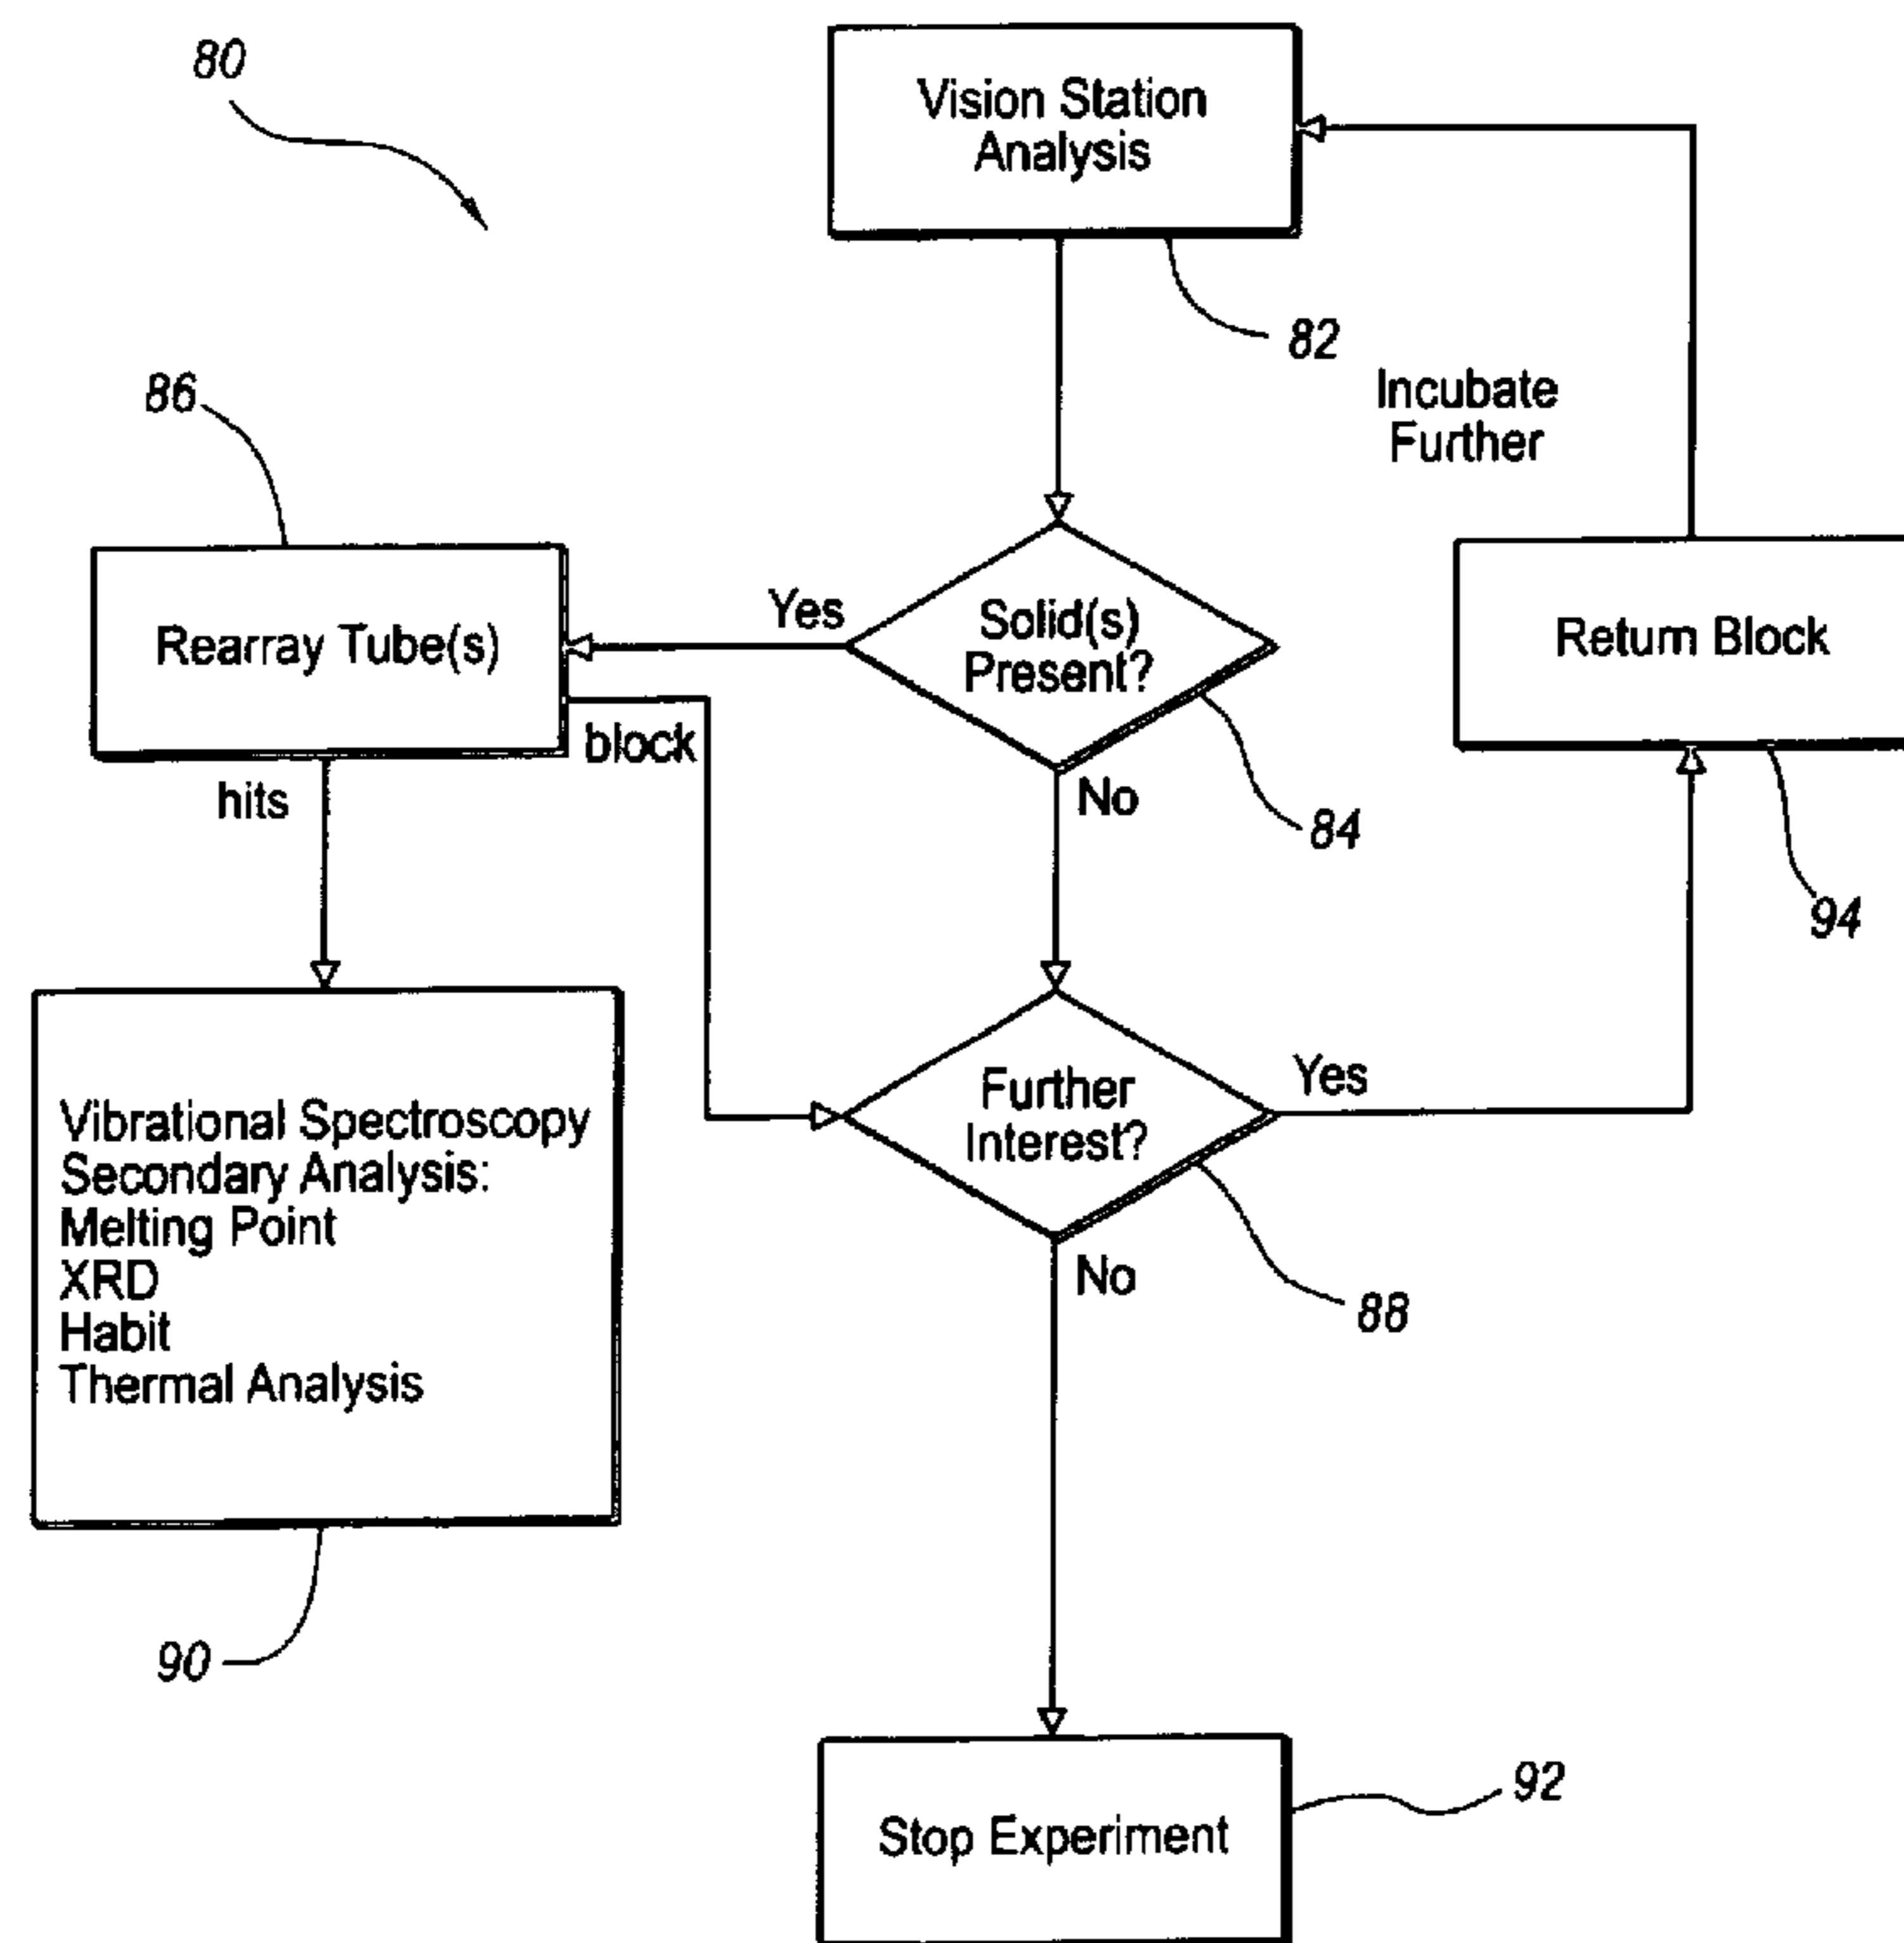 80
Vision Station
Analysis
82
Incubate
Further
86
Rearray Tube(s)
Yes
Solid(s)
Present?
Return Block
block
hits
No
84
94
Vibrational Spectroscopy
Secondary Analysis:
Melting Point
XRD
Habit
Thermal Analysis
Further
Interest?
Yes
No
88
90
92
Stop Experiment